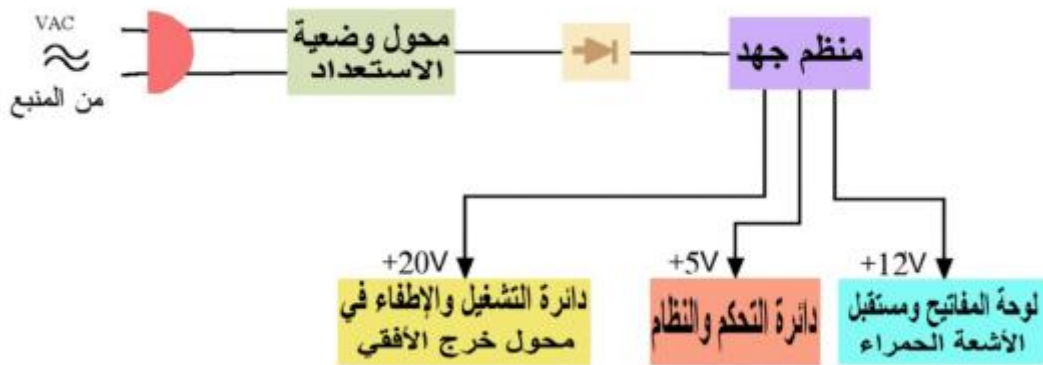 VAC
من المنبع
محول وضعية
الاستعداد
منظم جهد
+20V
دائرة التشغيل والإطفاء في
محول خرج الأفقي
+5V
دائرة التحكم والنظام
+12V
لوحة المفاتيح ومستقبل
الأشعة الحمراء